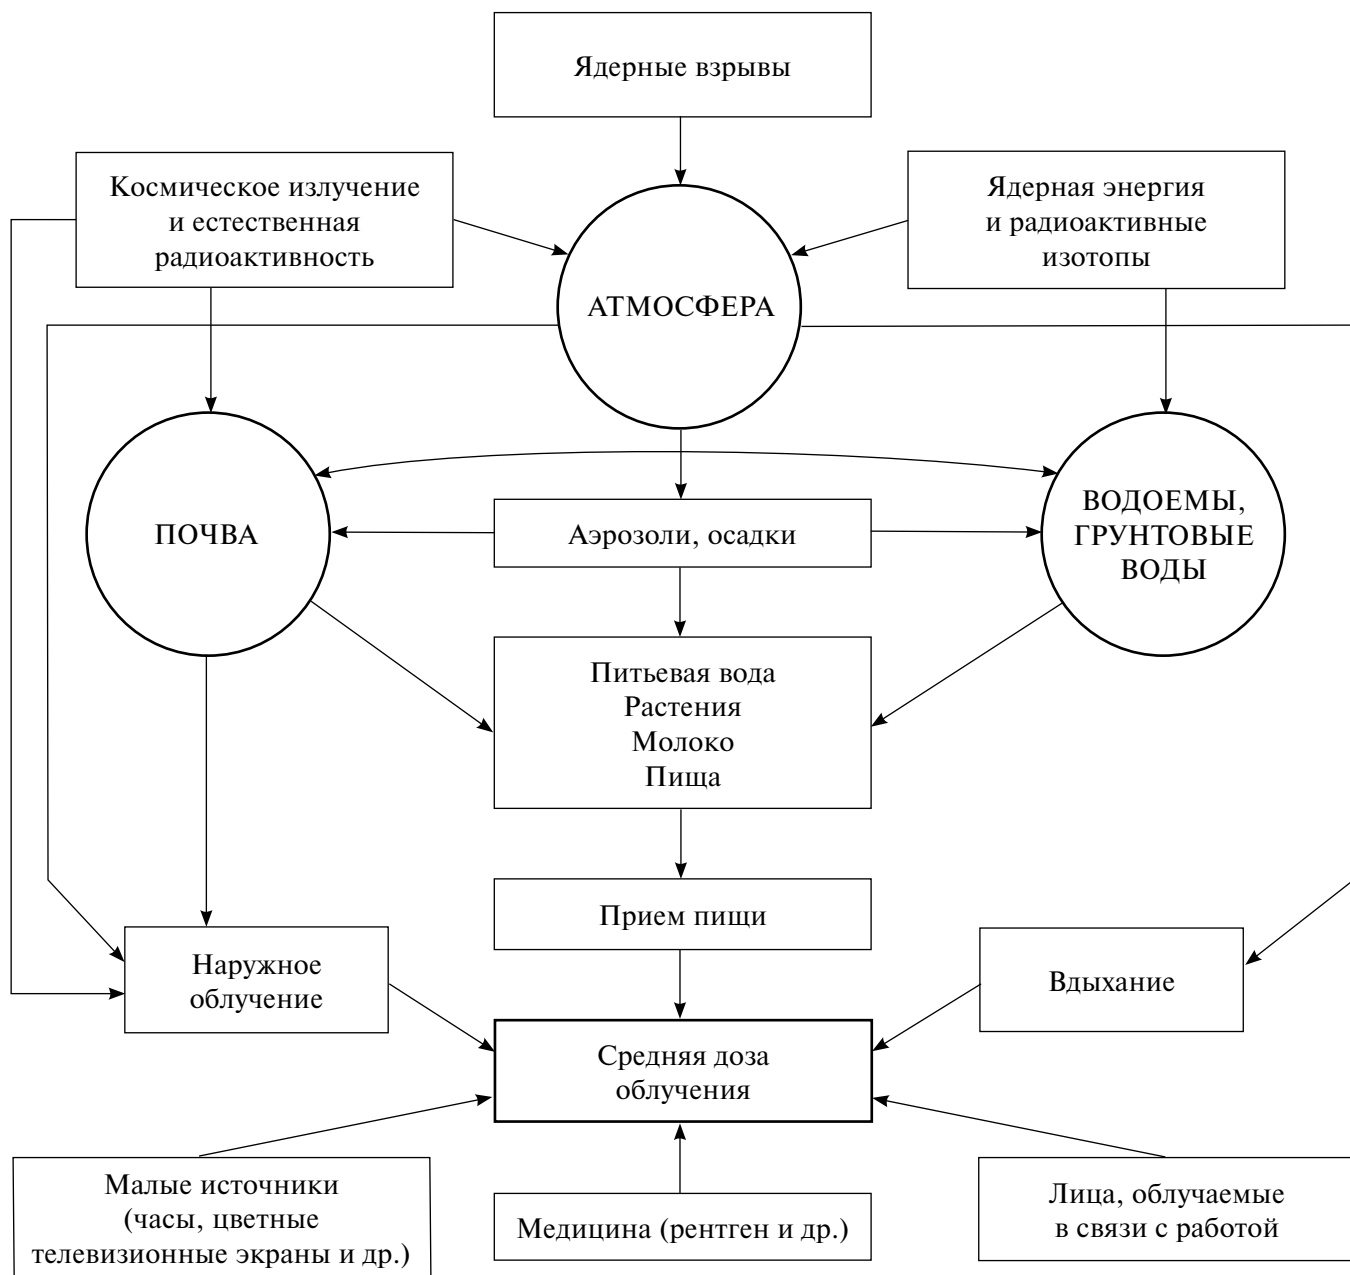 Ядерные взрывы
Космическое излучение
и естественная
радиоактивность
Ядерная энергия
и радиоактивные
изотопы
АТМОСФЕРА
ПОЧВА
Аэрозоли, осадки
ВОДОЕМЫ,
ГРУНТОВЫЕ
ВОДЫ
Питьевая вода
Растения
Молоко
Пища
Прием пищи
Наружное
облучение
Вдыхание
Средняя доза
облучения
Малые источники
(часы, цветные
телевизионные экраны и др.)
Медицина (рентген и др.)
Лица, облучаемые
в связи с работой